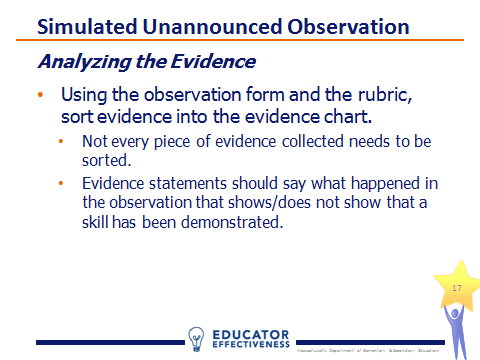 Simulated Unannounced Observation
Analyzing the Evidence
• Using the observation form and the rubric,
sort evidence into the evidence chart.
• Not every piece of evidence collected needs to be
sorted.
• Evidence statements should say what happened in
the observation that shows/does not show that a
skill has been demonstrated.
17
EDUCATOR
EFFECTIVENESS
Massachusetts Department of Elementary & Secondary Education